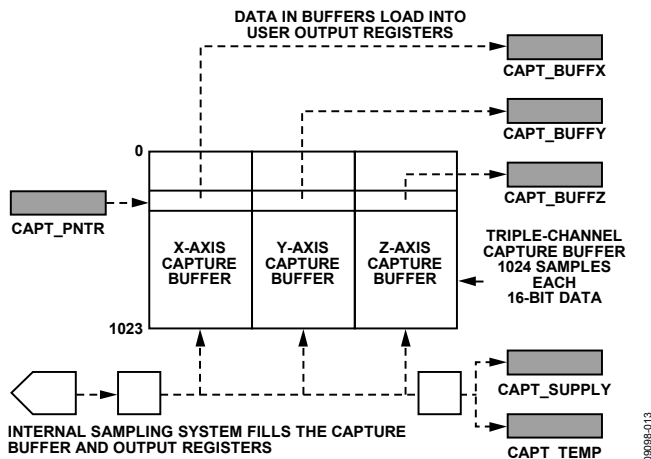 DATA IN BUFFERS LOAD INTO
USER OUTPUT REGISTERS
CAPT_BUFFX
CAPT_BUFFY
0
CAPT_BUFFZ
CAPT_PNTR
X-AXIS
CAPTURE
BUFFER
Y-AXIS
CAPTURE
BUFFER
Z-AXIS
CAPTURE
BUFFER
TRIPLE-CHANNEL
CAPTURE BUFFER
1024 SAMPLES
EACH
16-BIT DATA
1023
CAPT_SUPPLY
INTERNAL SAMPLING SYSTEM FILLS THE CAPTURE
BUFFER AND OUTPUT REGISTERS
CAPT_TEMP
09098-013